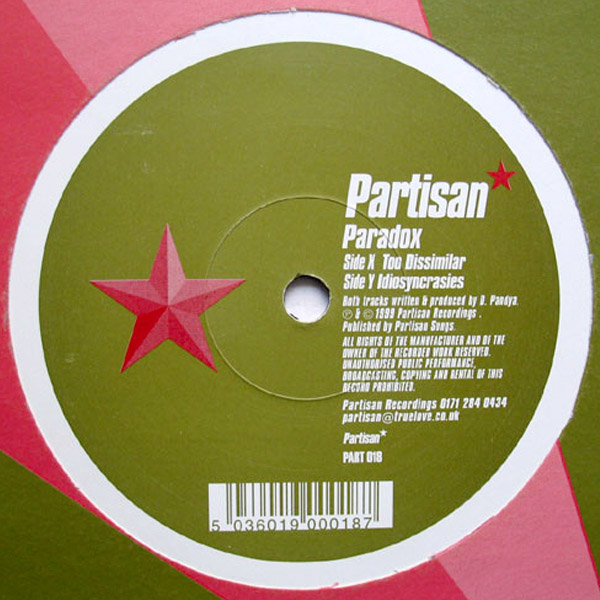 Partisan
Paradox
Side X Too Dissimilar
Side Y Idiosyncrasies
Both tracks written & produced by D. Pandya.
℗ & © 1999 Partisan Recordings .
Published by Partisan Songs.
ALL RIGHTS OF THE MANUFACTURER AND OF THE
OWNER OF THE RECORDED WORK RESERVED.
UNAUTHORISED PUBLIC PERFORMANCE,
BROADCASTING, COPYING AND RENTAL OF THIS
RECORD PROHIBITED.
Partisan Recordings 0171 284 0434
partisan@truelove.co.uk
Partisan
PART 018
5 036019 000187